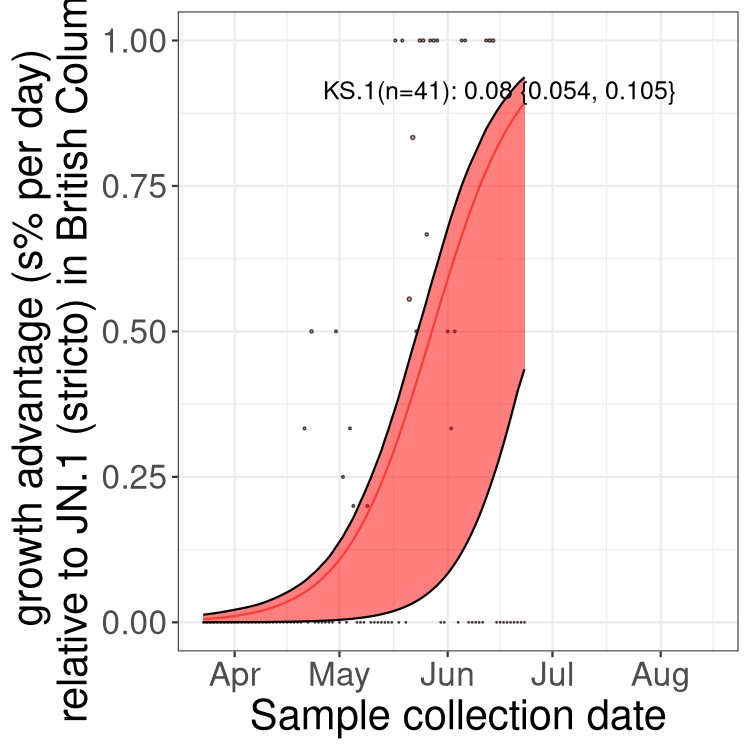 growth advantage (s% per day)
relative to JN.1 (stricto) in British Colum
1.00
0.75
0.50
0.25
0.00
KS.1(n=41): 0.08 {0.054, 0.105}
Apr May Jun Jul Aug
Sample collection date